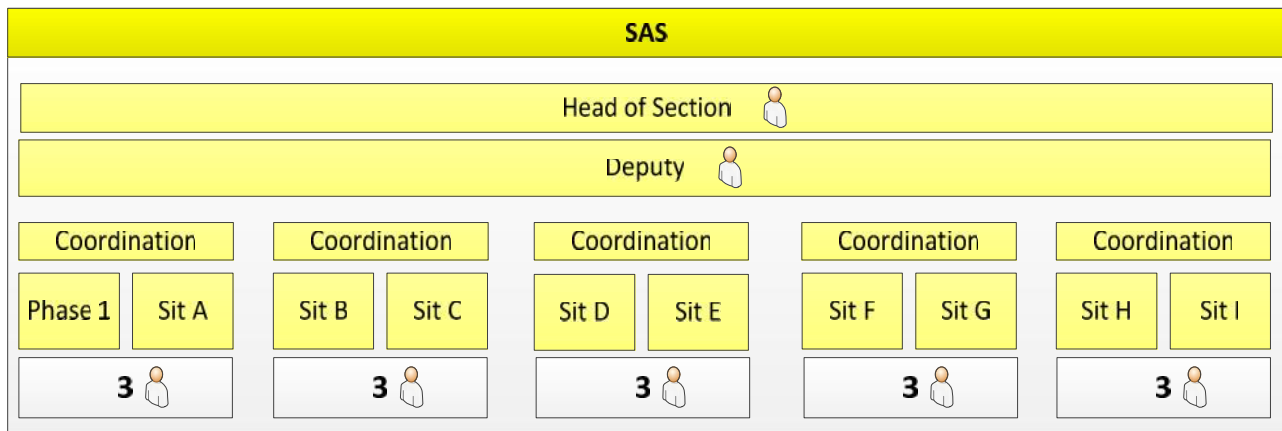 SAS
Head of Section
Deputy
Coordination Coordination Coordination Coordination Coordination
Phase 1 Sit A Sit B Sit C Sit D Sit E Sit F Sit G Sit H Sit I
3 3 3 3 3